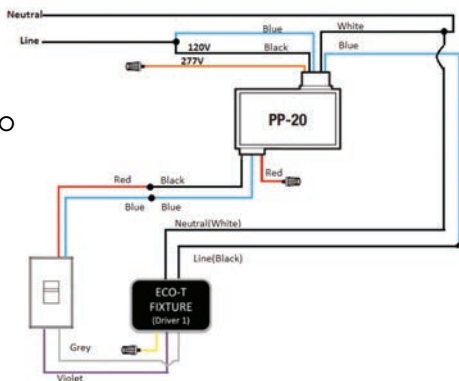 Neutral
Blue
White
Line
120V
Black
Blue
277V
O
PP-20
Red
Red
Black
Blue
Blue
Neutral(White)
Line(Black)
ECO-T
FIXTURE
(Driver 1)
Grey
Violet